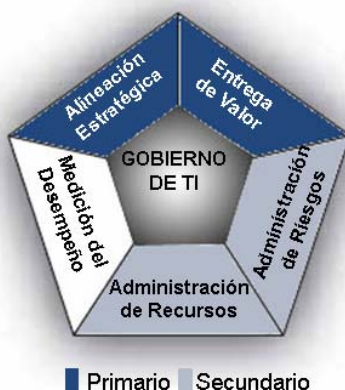 Alineación
Estratégica
Entrega
de Valor
GOBIERNO
DE TI
Medición del
Desempeño
Administración
de Riesgos
Administración
de Recursos
Primario Secundario